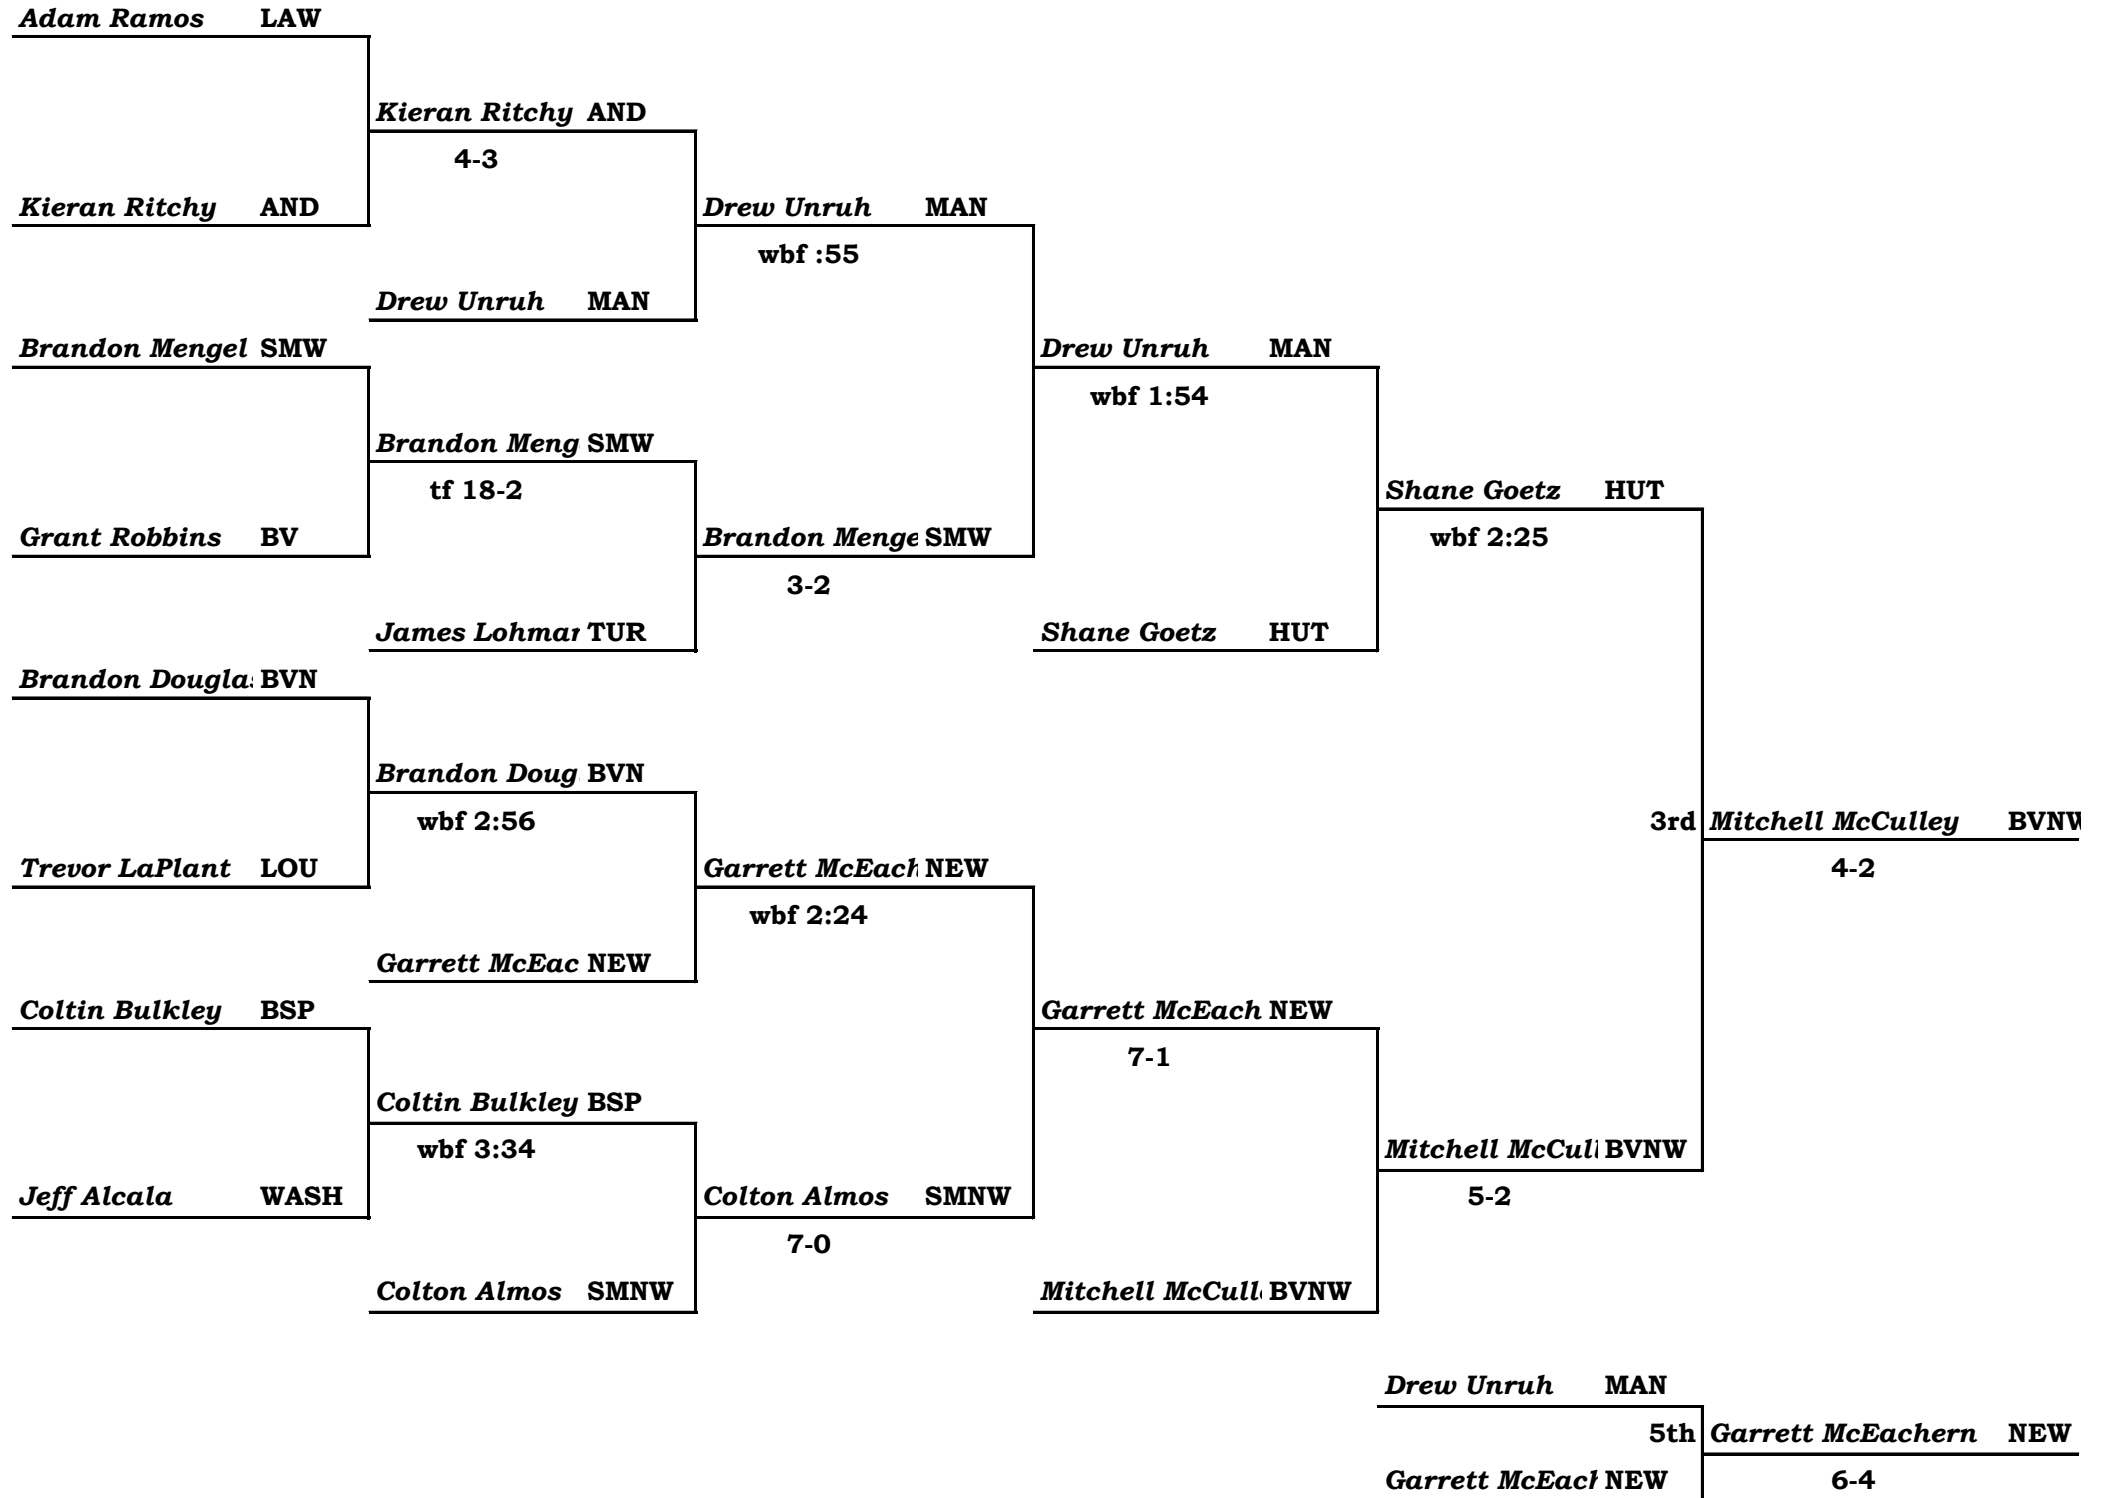 Adam Ramos LAW
Kieran Ritchy AND
4-3
Kieran Ritchy AND
Drew Unruh MAN
wbf :55
Drew Unruh MAN
Brandon Mengel SMW
Drew Unruh MAN
wbf 1:54
Brandon Meng SMW
tf 18-2
Shane Goetz HUT
wbf 2:25
Grant Robbins BV
Brandon Menge SMW
3-2
James Lohmar TUR
Shane Goetz HUT
Brandon Douglas BVN
Brandon Doug BVN
wbf 2:56
3rd Mitchell McCulley BVNW
4-2
Trevor LaPlant LOU
Garrett McEach NEW
wbf 2:24
Garrett McEac NEW
Coltin Bulkley BSP
Garrett McEach NEW
7-1
Coltin Bulkley BSP
wbf 3:34
Mitchell McCull BVNW
5-2
Jeff Alcala WASH
Colton Almos SMNW
7-0
Colton Almos SMNW
Mitchell McCull BVNW
Drew Unruh MAN
5th Garrett McEachern NEW
Garrett McEach NEW
6-4